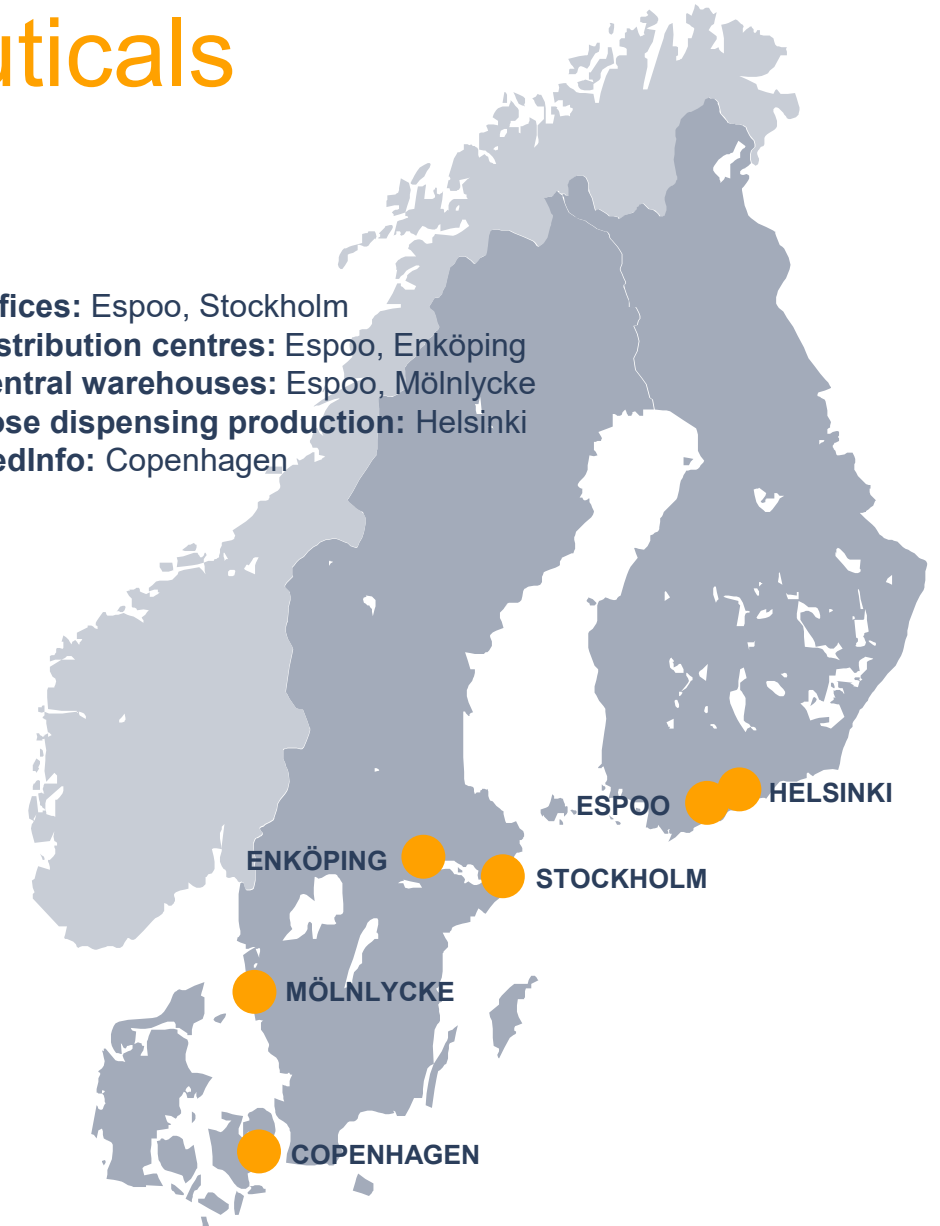 uticals
fices: Espoo, Stockholm
stribution centres: Espoo, Enköping
entral warehouses: Espoo, Mölnlycke
ose dispensing production: Helsinki
edInfo: Copenhagen
HELSINKI
ESPOO
ENKÖPING
STOCKHOLM
MÖLNLYCKE
COPENHAGEN